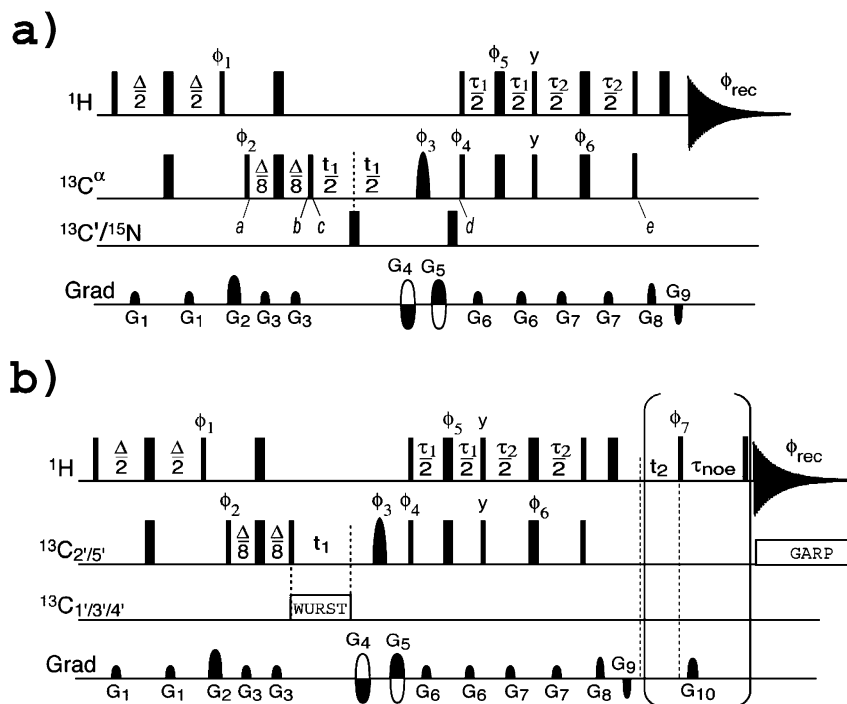 a)
ϕ1 ϕ5 y ϕrec
1H Δ/2 Δ/2 τ1/2 τ1/2 τ2/2 τ2/2
ϕ2 ϕ3 ϕ4 y ϕ6
13Cα Δ/8 Δ/8 t1/2 t1/2
a b c d e
13C'/15N
G4 G5 G9
Grad
G1 G1 G2 G3 G3 G6 G6 G7 G7 G8
b)
ϕ1 ϕ5 y ϕ7 ϕrec
1H Δ/2 Δ/2 τ1/2 τ1/2 τ2/2 τ2/2 t2 τnoe
ϕ2 ϕ3 ϕ4 y ϕ6
13C2'/5' Δ/8 Δ/8 t1 GARP
13C1'/3'/4' WURST
G4 G5 G9
Grad
G1 G1 G2 G3 G3 G6 G6 G7 G7 G8 G10